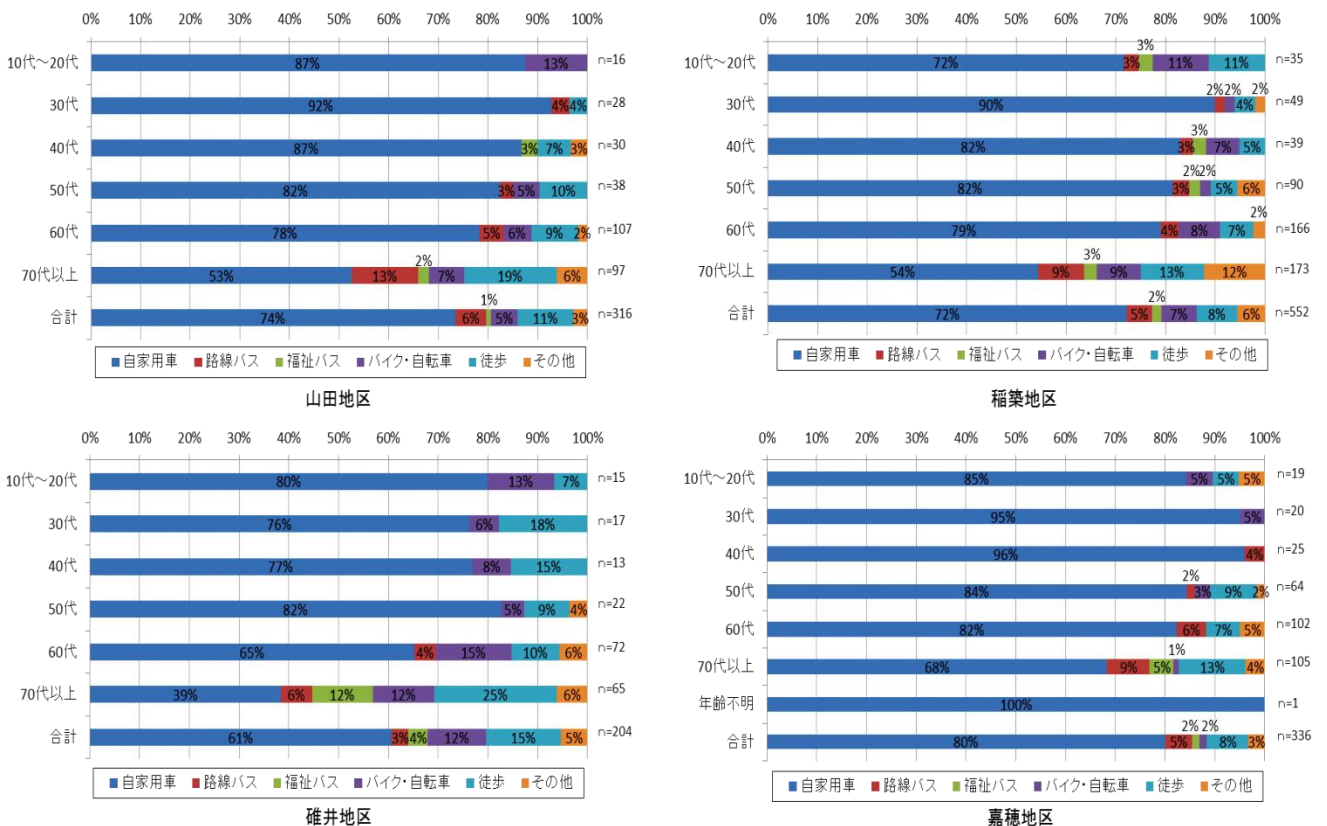 0% 10% 20% 30% 40% 50% 60% 70% 80% 90% 100%
10代～20代 87% 13% n=16
30代 92% 4% 4% n=28
40代 87% 3% 7% 3% n=30
50代 82% 3% 5% 10% n=38
60代 78% 5% 6% 9% 2% n=107
2%
70代以上 53% 13% 7% 19% 6% n=97
1%
合計 74% 6% 5% 11% 3% n=316
■自家用車 ■路線バス ■福祉バス ■バイク・自転車 ■徒歩 ■その他
山田地区
0% 10% 20% 30% 40% 50% 60% 70% 80% 90% 100%
3%
10代～20代 72% 3% 11% 11% n=35
2% 2% 2%
30代 90% 4% n=49
3%
40代 82% 3% 7% 5% n=39
2% 2%
50代 82% 3% 5% 6% n=90
2%
60代 79% 4% 8% 7% n=166
3%
70代以上 54% 9% 9% 13% 12% n=173
2%
合計 72% 5% 7% 8% 6% n=552
■自家用車 ■路線バス ■福祉バス ■バイク・自転車 ■徒歩 ■その他
稲築地区
0% 10% 20% 30% 40% 50% 60% 70% 80% 90% 100%
10代～20代 80% 13% 7% n=15
30代 76% 6% 18% n=17
40代 77% 8% 15% n=13
50代 82% 5% 9% 4% n=22
60代 65% 4% 15% 10% 6% n=72
70代以上 39% 6% 12% 12% 25% 6% n=65
合計 61% 3% 4% 12% 15% 5% n=204
■自家用車 ■路線バス ■福祉バス ■バイク・自転車 ■徒歩 ■その他
碓井地区
0% 10% 20% 30% 40% 50% 60% 70% 80% 90% 100%
10代～20代 85% 5% 5% 5% n=19
30代 95% 5% n=20
40代 96% 4% n=25
2%
50代 84% 3% 9% 2% n=64
60代 82% 6% 7% 5% n=102
1%
70代以上 68% 9% 5% 13% 4% n=105
年齢不明 100% n=1
2% 2%
合計 80% 5% 8% 3% n=336
■自家用車 ■路線バス ■福祉バス ■バイク・自転車 ■徒歩 ■その他
嘉穂地区